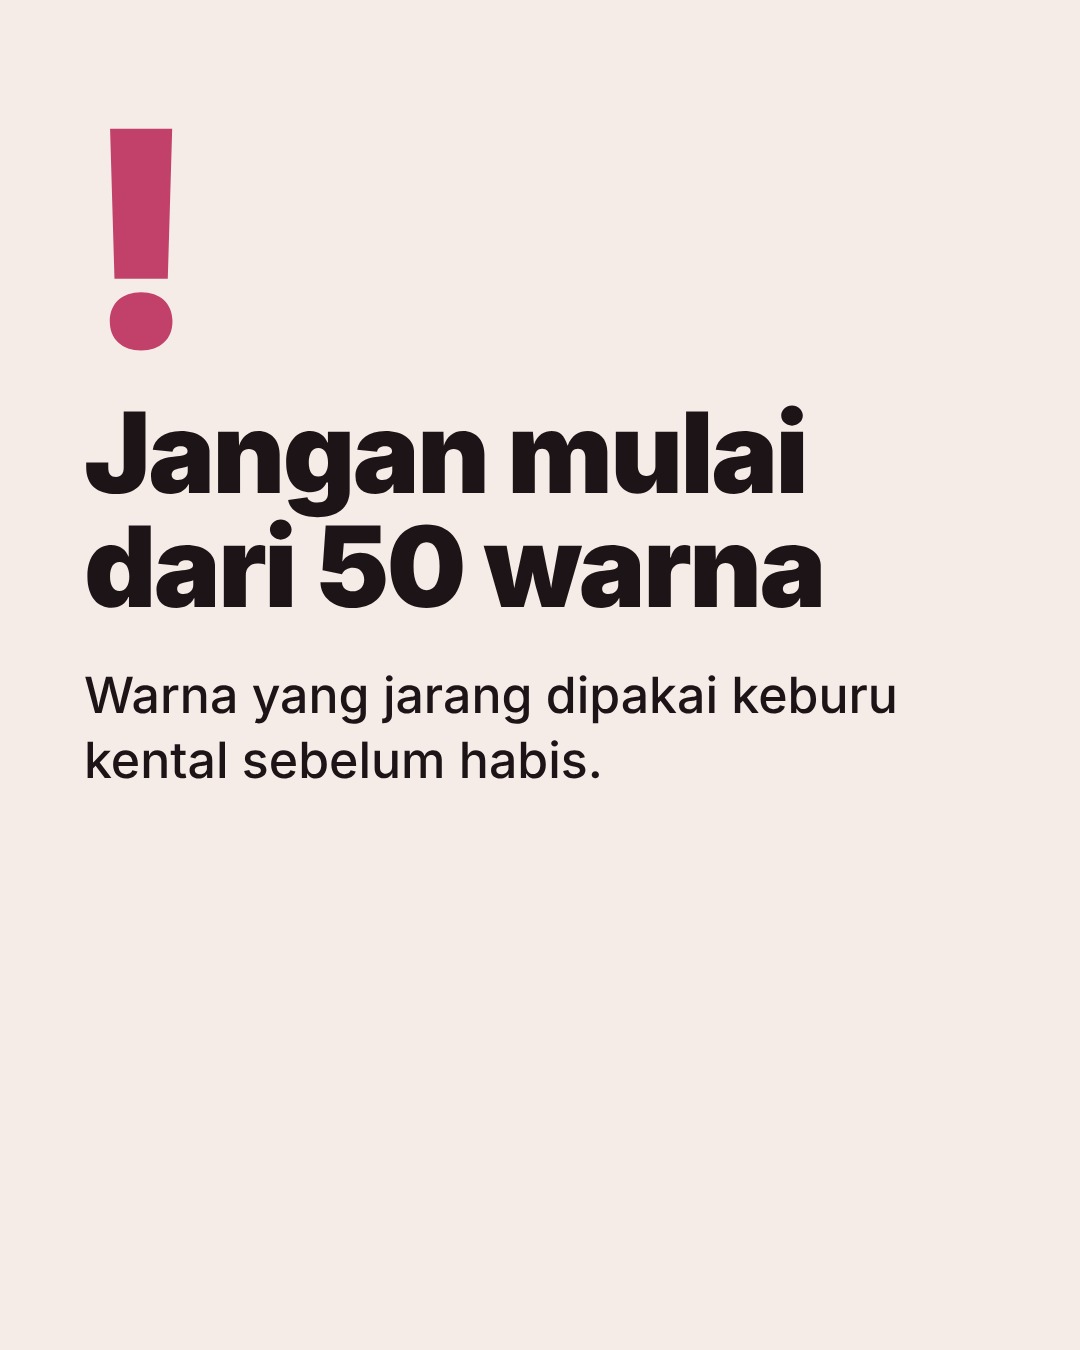 !
Jangan mulai
dari 50 warna
Warna yang jarang dipakai keburu
kental sebelum habis.